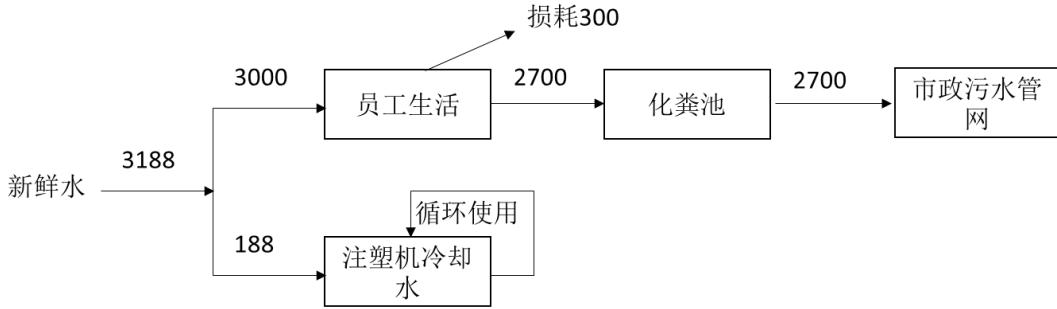 损耗300
3000
员工生活
2700
化粪池
2700
市政污水管
网
新鲜水
3188
循环使用
188
注塑机冷却
水